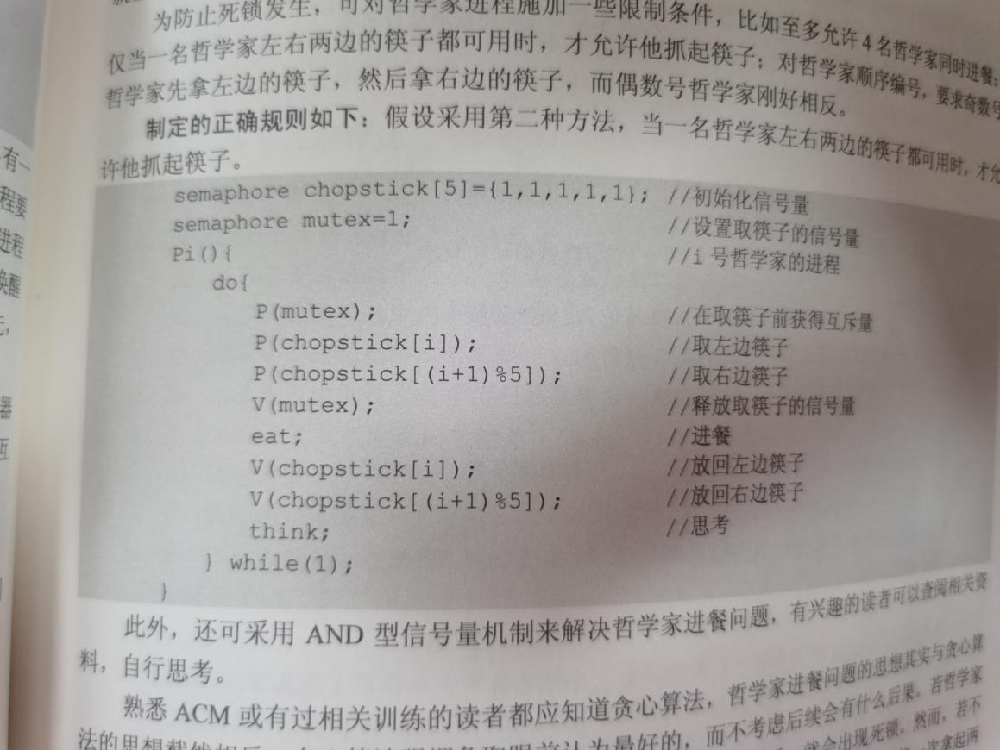 为防止死锁发生，可对哲学家进程施加一些限制条件，比如至多允许 4 名哲学家同时进餐；
仅当一名哲学家左右两边的筷子都可用时，才允许他抓起筷子；对哲学家顺序编号，要求奇数号
哲学家先拿左边的筷子，然后拿右边的筷子，而偶数号哲学家刚好相反。
制定的正确规则如下：假设采用第二种方法，当一名哲学家左右两边的筷子都可用时，才允
许他抓起筷子。
semaphore chopstick[5]={1,1,1,1,1}; //初始化信号量
semaphore mutex=1; //设置取筷子的信号量
Pi(){ //i 号哲学家的进程
do{
P(mutex); //在取筷子前获得互斥量
P(chopstick[i]); //取左边筷子
P(chopstick[(i+1)%5]); //取右边筷子
V(mutex); //释放取筷子的信号量
eat; //进餐
V(chopstick[i]); //放回左边筷子
V(chopstick[(i+1)%5]); //放回右边筷子
think; //思考
} while(1);
}
此外，还可采用 AND 型信号量机制来解决哲学家进餐问题，有兴趣的读者可以查阅相关资
料，自行思考。
熟悉 ACM 或有过相关训练的读者都应知道贪心算法，哲学家进餐问题的思想其实与贪心算
法的思想截然相反，而不考虑后续会有什么后果。若哲学家
就会出现死锁。然而，若不
次拿起两
有一
程要
进程
唤醒
器